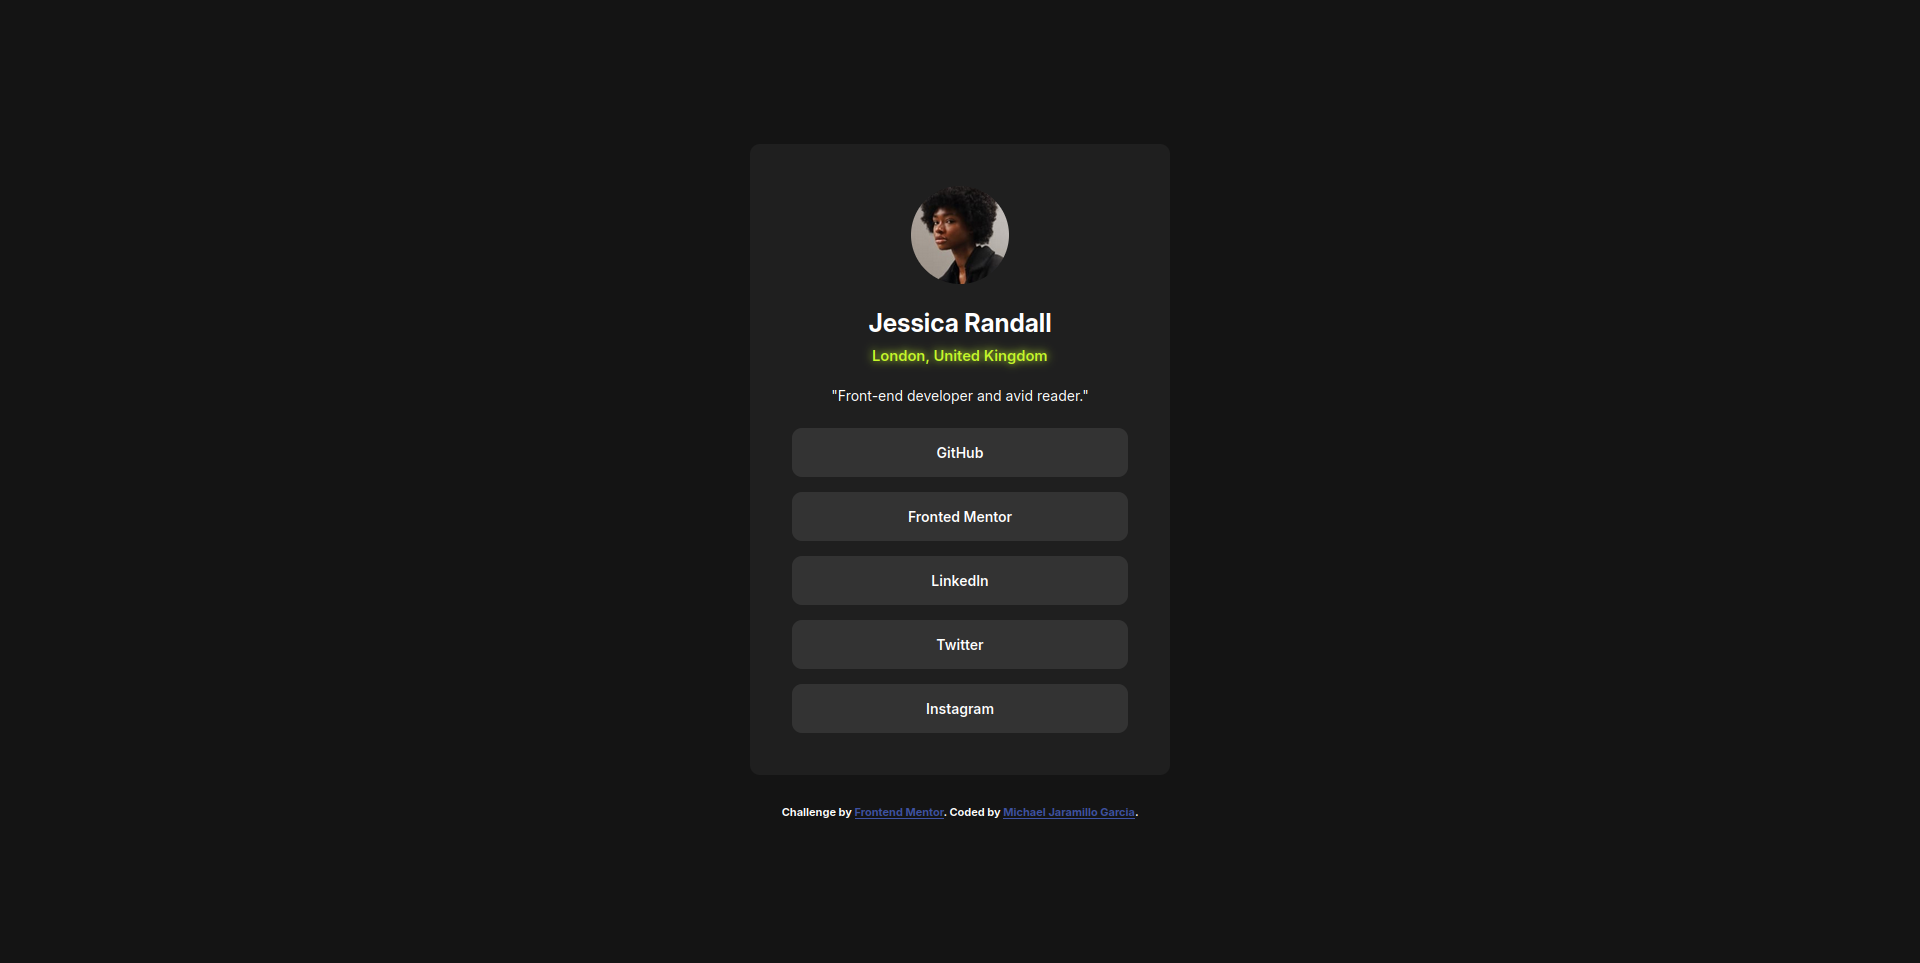 Jessica Randall
London, United Kingdom
"Front-end developer and avid reader."
GitHub
Fronted Mentor
LinkedIn
Twitter
Instagram
Challenge by Frontend Mentor. Coded by Michael Jaramillo Garcia.